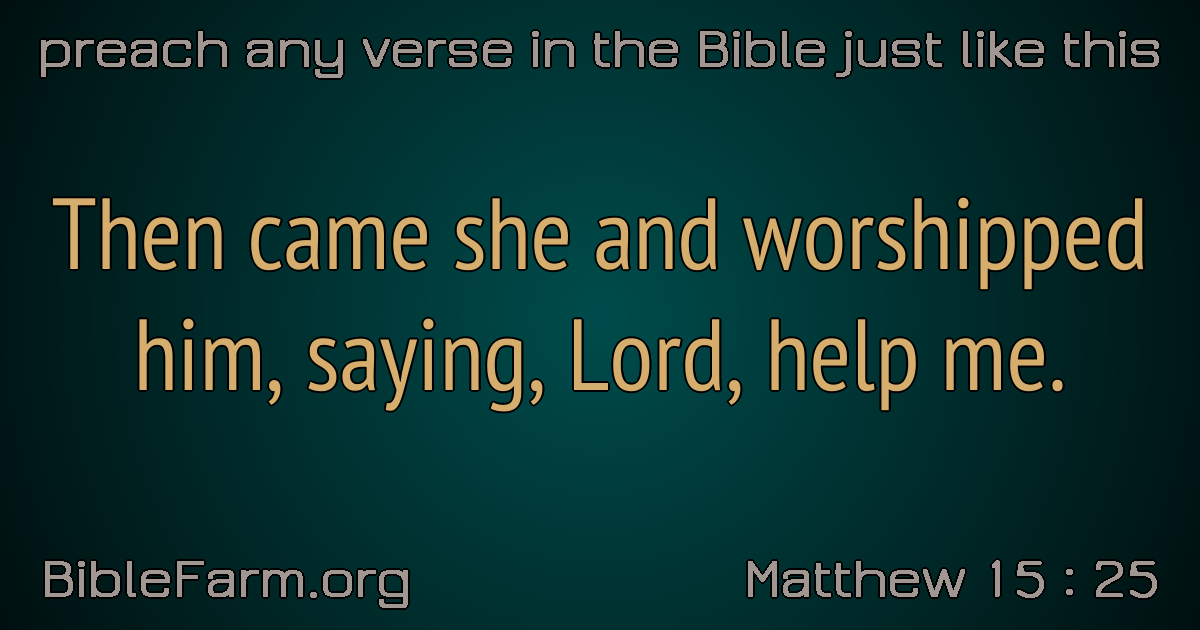 preach any verse in the Bible just like this
Then came she and worshipped
him, saying, Lord, help me.
BibleFarm.org
Matthew 15 : 25